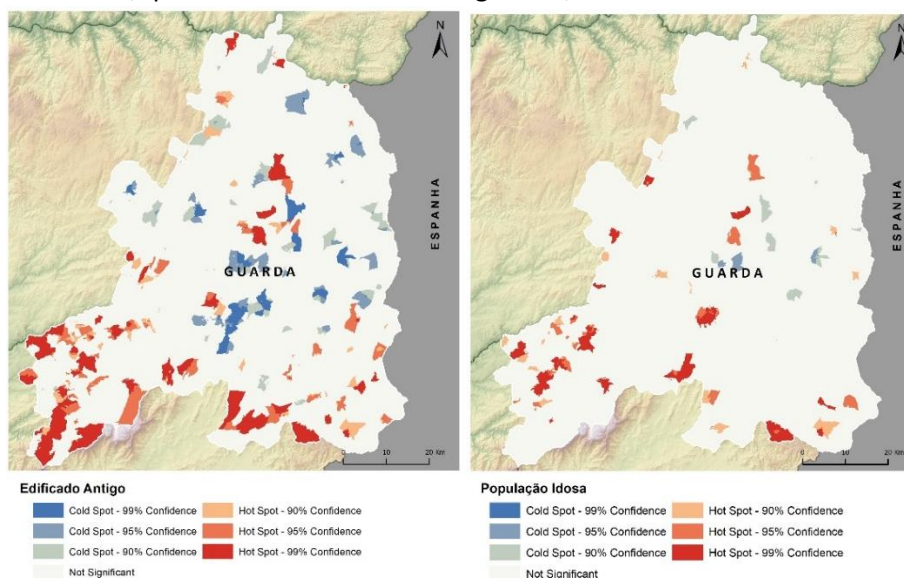 N
N
ESPANHA
ESPANHA
GUARDA
GUARDA
0 10 20 Km
0 10 20 Km
Edificado Antigo
Cold Spot - 99% Confidence Hot Spot - 90% Confidence
Cold Spot - 95% Confidence Hot Spot - 95% Confidence
Cold Spot - 90% Confidence Hot Spot - 99% Confidence
Not Significant
População Idosa
Cold Spot - 99% Confidence Hot Spot - 90% Confidence
Cold Spot - 95% Confidence Hot Spot - 95% Confidence
Cold Spot - 90% Confidence Hot Spot - 99% Confidence
Not Significant